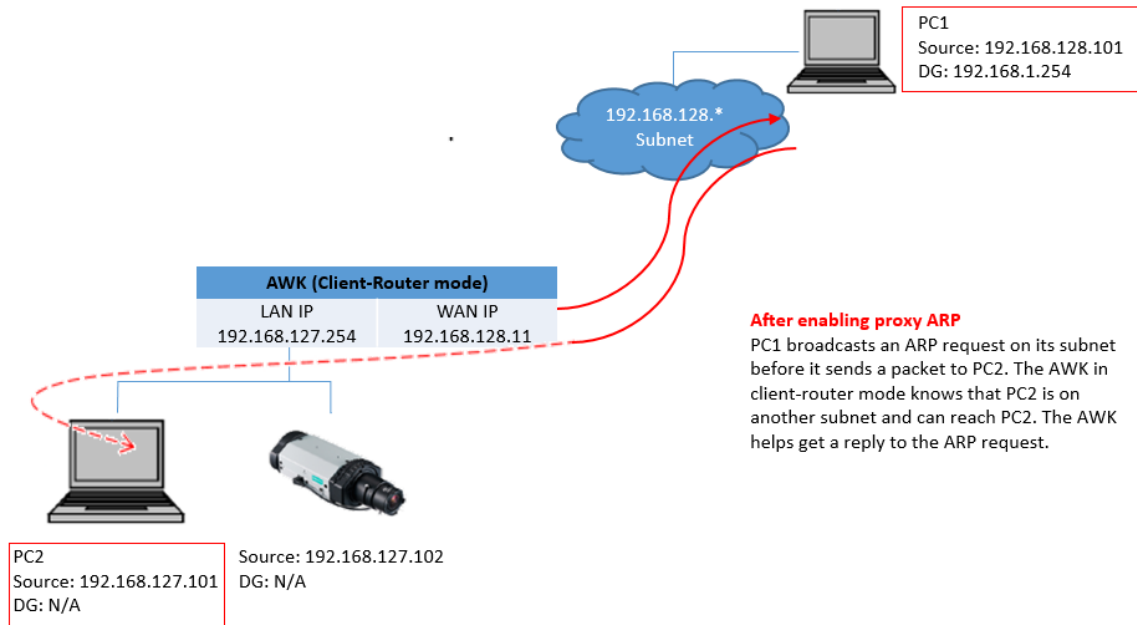 PC1
Source: 192.168.128.101
DG: 192.168.1.254
192.168.128.*
Subnet
AWK (Client-Router mode)
LAN IP
192.168.127.254
WAN IP
192.168.128.11
After enabling proxy ARP
PC1 broadcasts an ARP request on its subnet
before it sends a packet to PC2. The AWK in
client-router mode knows that PC2 is on
another subnet and can reach PC2. The AWK
helps get a reply to the ARP request.
PC2
Source: 192.168.127.101
DG: N/A
Source: 192.168.127.102
DG: N/A